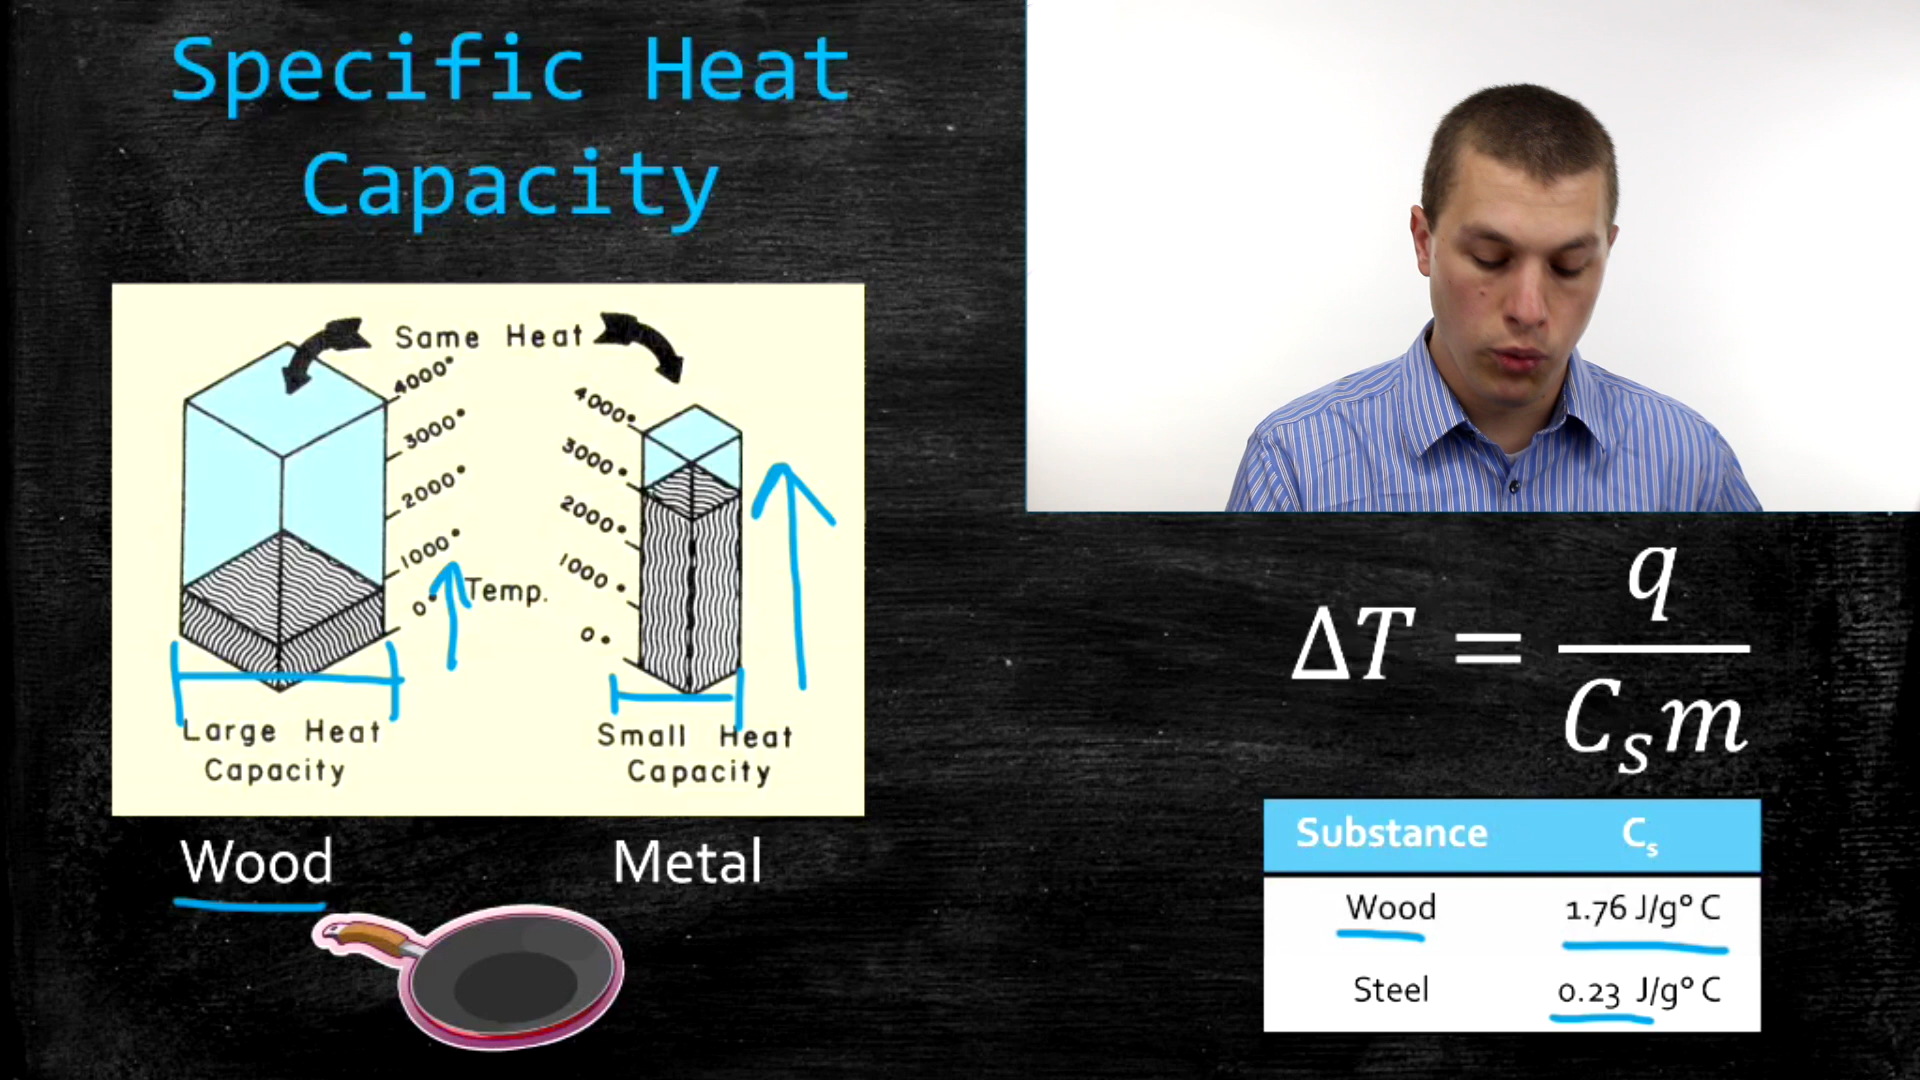 Specific Heat
Capacity
Same Heat
4000°
3000°
2000°
1000°
0°
Temp.
4000°
3000°
2000°
1000°
0°
Large Heat
Capacity
Small Heat
Capacity
Wood
Metal
ΔT = q / C_s m
Substance C_s
Wood 1.76 J/g° C
Steel 0.23 J/g° C